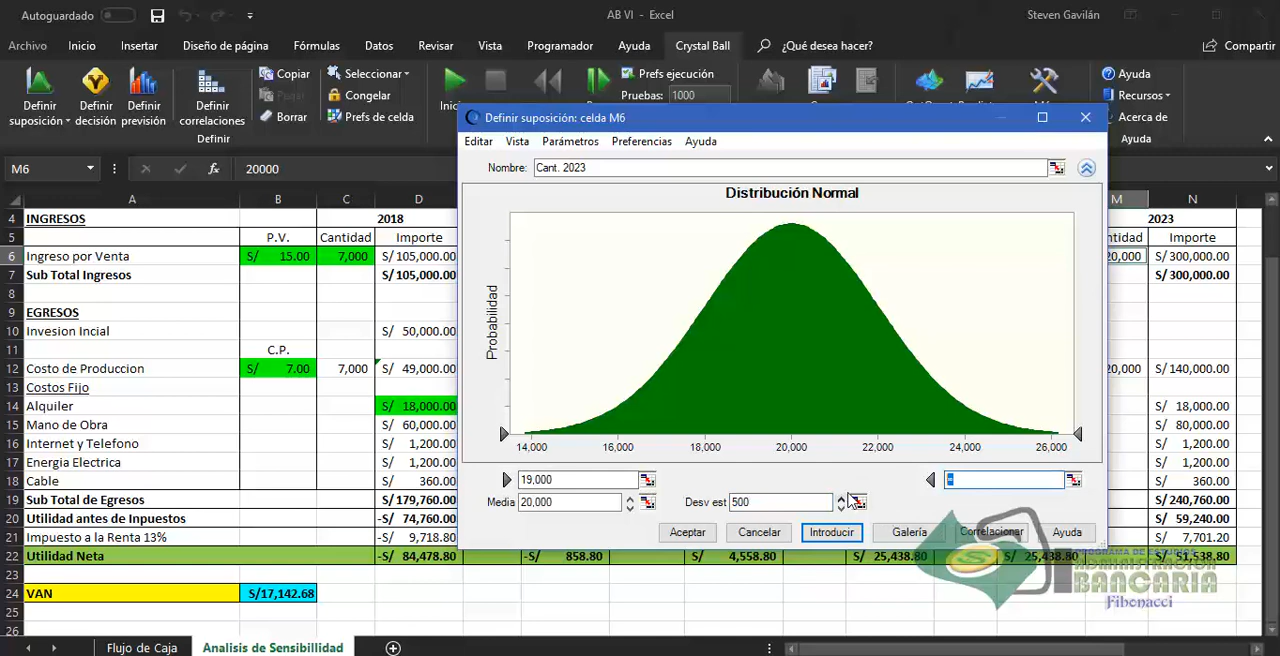 Autoguardado
AB VI - Excel
Steven Gavilán
Archivo Inicio Insertar Diseño de página Fórmulas Datos Revisar Vista Programador Ayuda Crystal Ball ¿Qué desea hacer? Compartir
Definir suposición
Definir decisión
Definir previsión
Definir correlaciones
Copiar
Pegar
Borrar
Seleccionar
Congelar
Prefs de celda
Definir
Prefs ejecución
Pruebas: 1000
Ayuda
Recursos
Acerca de
Ayuda
M6 fx 20000
Definir suposición: celda M6
Editar Vista Parámetros Preferencias Ayuda
Nombre: Cant. 2023
Distribución Normal
Probabilidad
14,000 16,000 18,000 20,000 22,000 24,000 26,000
19,000
Media 20,000 Desv est 500
Aceptar Cancelar Introducir Galería Correlacionar Ayuda
A B C D M N
4 INGRESOS 2018 2023
5 P.V. Cantidad Importe Importe
6 Ingreso por Venta S/ 15.00 7,000 S/ 105,000.00 20,000 S/ 300,000.00
7 Sub Total Ingresos S/ 105,000.00 S/ 300,000.00
8
9 EGRESOS
10 Invesion Incial S/ 50,000.00
11 C.P.
12 Costo de Produccion S/ 7.00 7,000 S/ 49,000.00 20,000 S/ 140,000.00
13 Costos Fijo
14 Alquiler S/ 18,000.00 S/ 18,000.00
15 Mano de Obra S/ 60,000.00 S/ 80,000.00
16 Internet y Telefono S/ 1,200.00 S/ 1,200.00
17 Energia Electrica S/ 1,200.00 S/ 1,200.00
18 Cable S/ 360.00 S/ 360.00
19 Sub Total de Egresos S/ 179,760.00 S/ 240,760.00
20 Utilidad antes de Inpuestos -S/ 74,760.00 S/ 59,240.00
21 Impuesto a la Renta 13% -S/ 9,718.80 S/ 7,701.20
22 Utilidad Neta -S/ 84,478.80 -S/ 858.80 S/ 4,558.80 S/ 25,438.80 S/ 25,438.80 S/ 51,538.80
23
24 VAN S/17,142.68
25
26
PROGRAMA DE ESTUDIOS
ADMINISTRACIÓN
BANCARIA
Fibonacci
Flujo de Caja Analisis de Sensibillidad